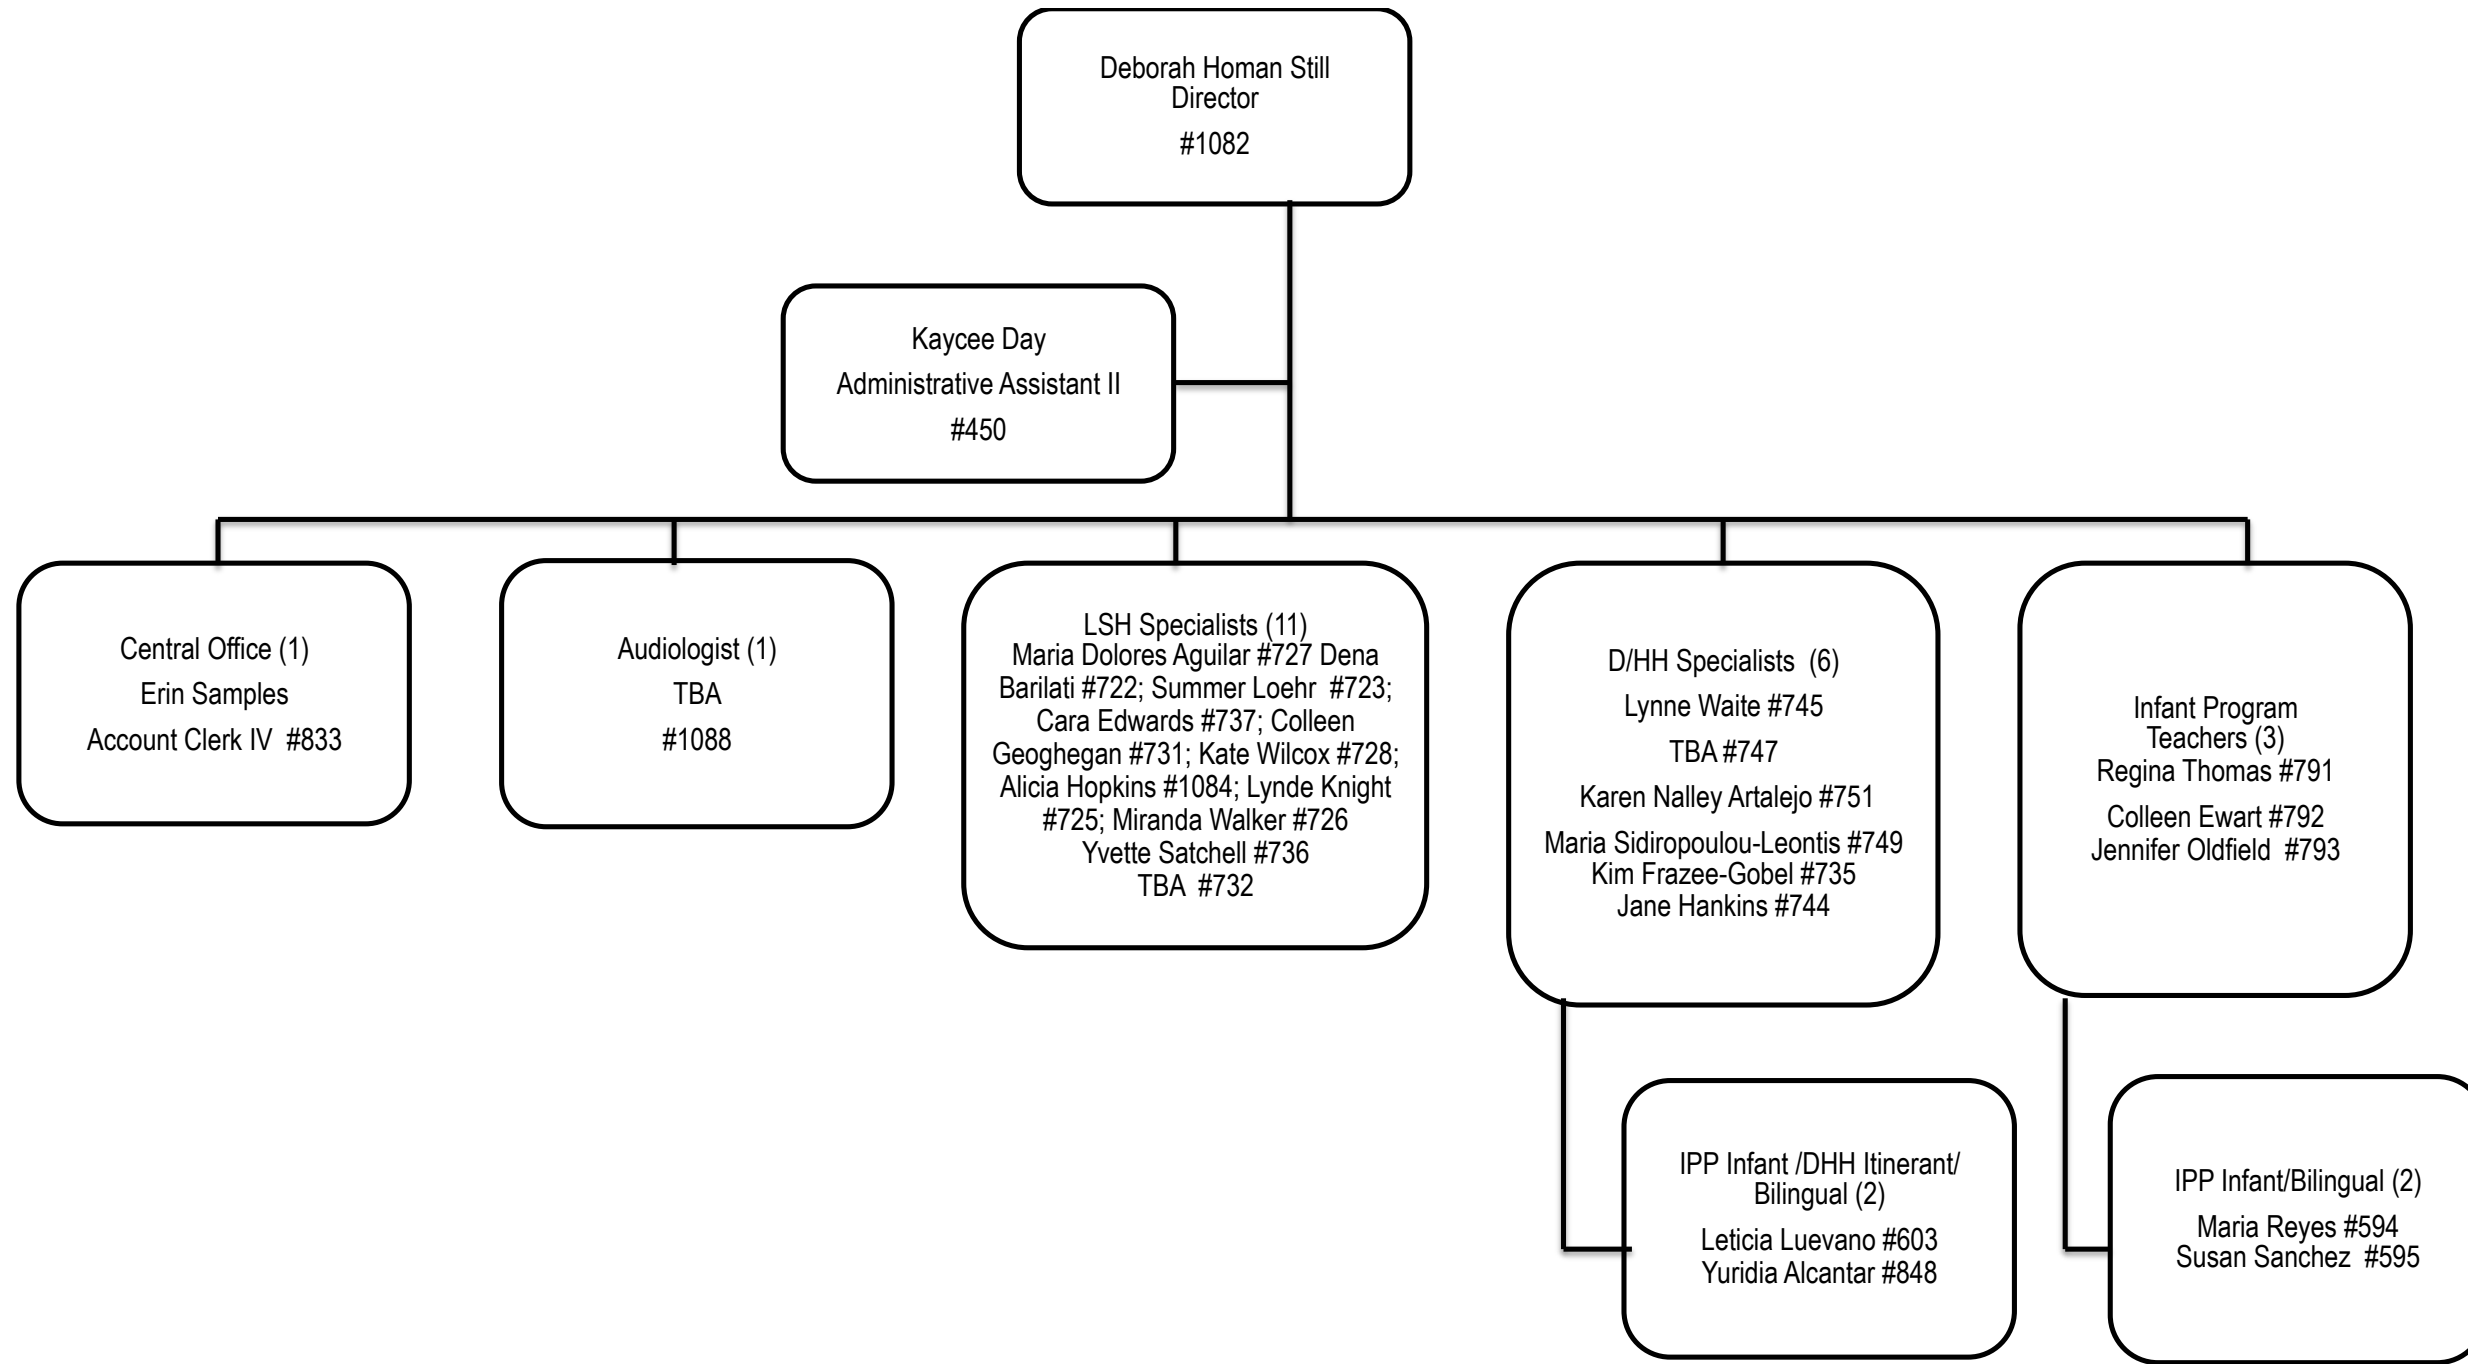 Deborah Homan Still
Director
#1082
Kaycee Day
Administrative Assistant II
#450
Central Office (1)
Erin Samples
Account Clerk IV #833
Audiologist (1)
TBA
#1088
LSH Specialists (11)
Maria Dolores Aguilar #727 Dena
Barilati #722; Summer Loehr #723;
Cara Edwards #737; Colleen
Geoghegan #731; Kate Wilcox #728;
Alicia Hopkins #1084; Lynde Knight
#725; Miranda Walker #726
Yvette Satchell #736
TBA #732
D/HH Specialists (6)
Lynne Waite #745
TBA #747
Karen Nalley Artalejo #751
Maria Sidiropoulou-Leontis #749
Kim Frazee-Gobel #735
Jane Hankins #744
Infant Program
Teachers (3)
Regina Thomas #791
Colleen Ewart #792
Jennifer Oldfield #793
IPP Infant /DHH Itinerant/
Bilingual (2)
Leticia Luevano #603
Yuridia Alcantar #848
IPP Infant/Bilingual (2)
Maria Reyes #594
Susan Sanchez #595